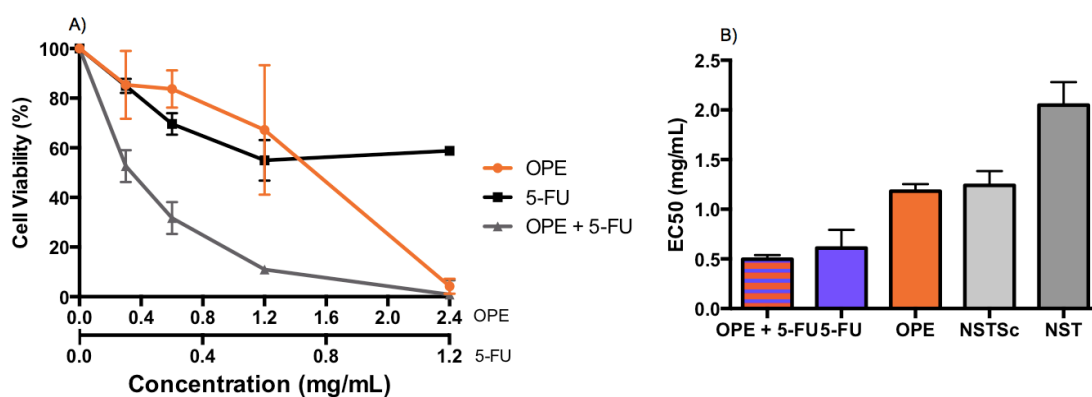 A)
100
80
60
40
20
0
Cell Viability (%)
0.0 0.4 0.8 1.2 1.6 2.0 2.4 OPE
0.0 0.4 0.8 1.2 5-FU
Concentration (mg/mL)
OPE
5-FU
OPE + 5-FU
B)
2.5
2.0
1.5
1.0
0.5
0.0
EC50 (mg/mL)
OPE + 5-FU 5-FU OPE NSTSc NST